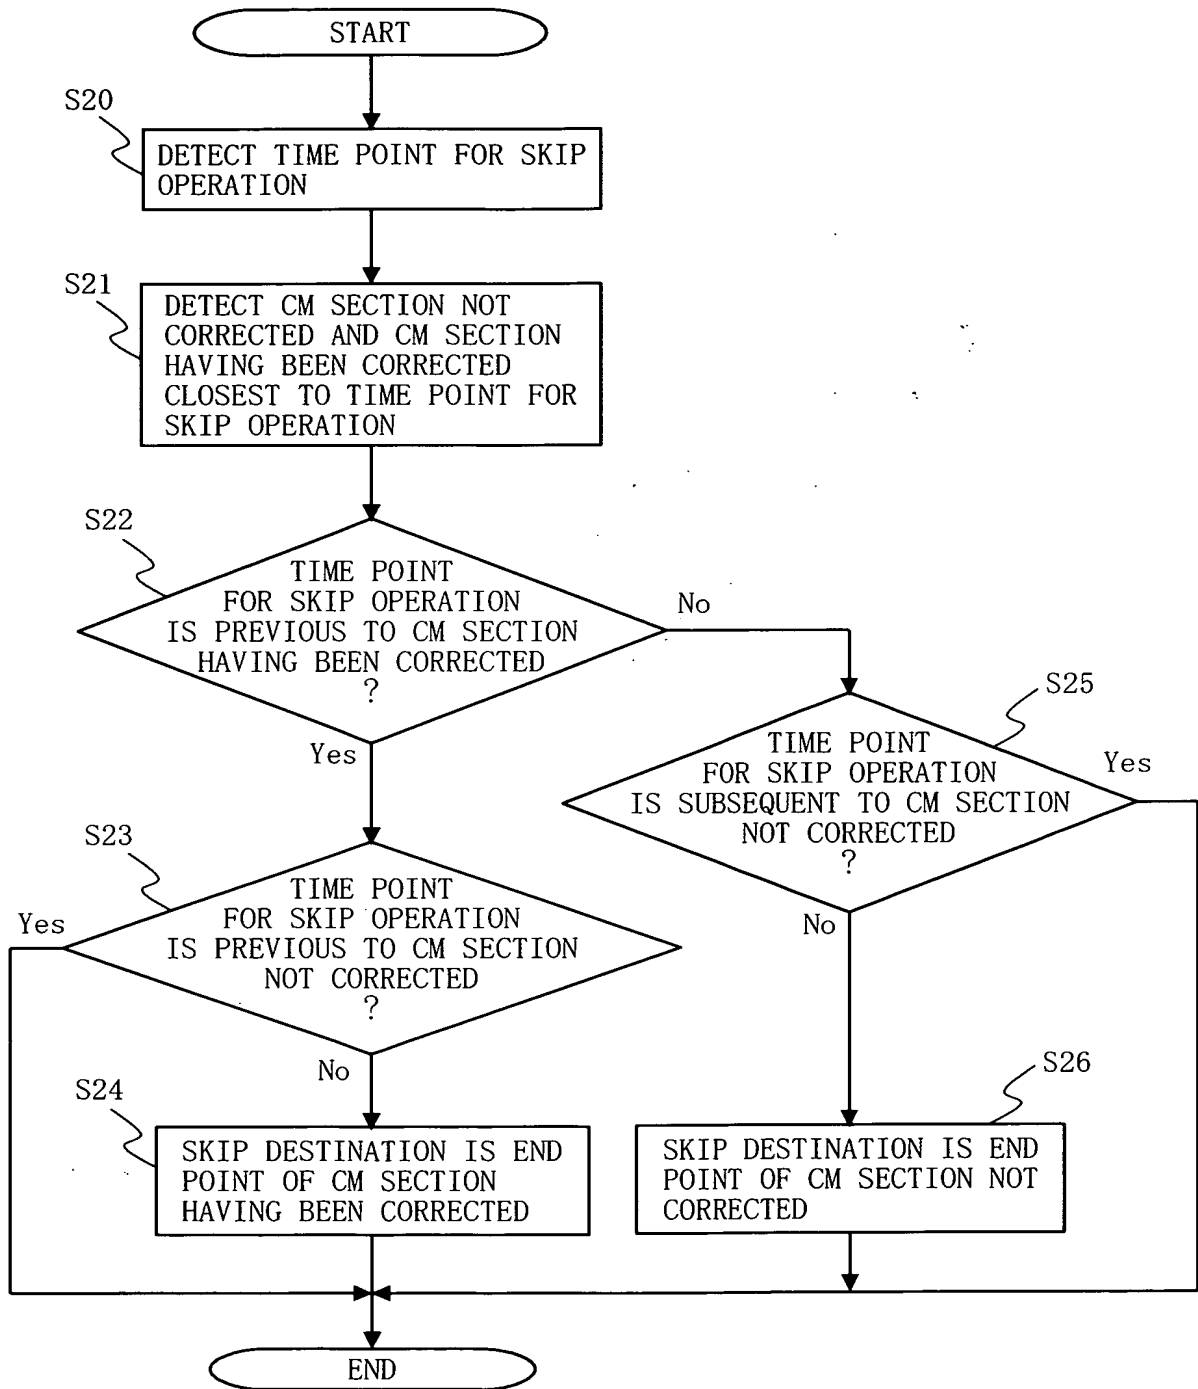 START
S20
DETECT TIME POINT FOR SKIP
OPERATION
S21
DETECT CM SECTION NOT
CORRECTED AND CM SECTION
HAVING BEEN CORRECTED
CLOSEST TO TIME POINT FOR
SKIP OPERATION
S22
TIME POINT
FOR SKIP OPERATION
IS PREVIOUS TO CM SECTION
HAVING BEEN CORRECTED
?
No
Yes
S25
TIME POINT
FOR SKIP OPERATION
IS SUBSEQUENT TO CM SECTION
NOT CORRECTED
?
Yes
No
S23
TIME POINT
FOR SKIP OPERATION
IS PREVIOUS TO CM SECTION
NOT CORRECTED
?
Yes
No
S24
SKIP DESTINATION IS END
POINT OF CM SECTION
HAVING BEEN CORRECTED
S26
SKIP DESTINATION IS END
POINT OF CM SECTION NOT
CORRECTED
END